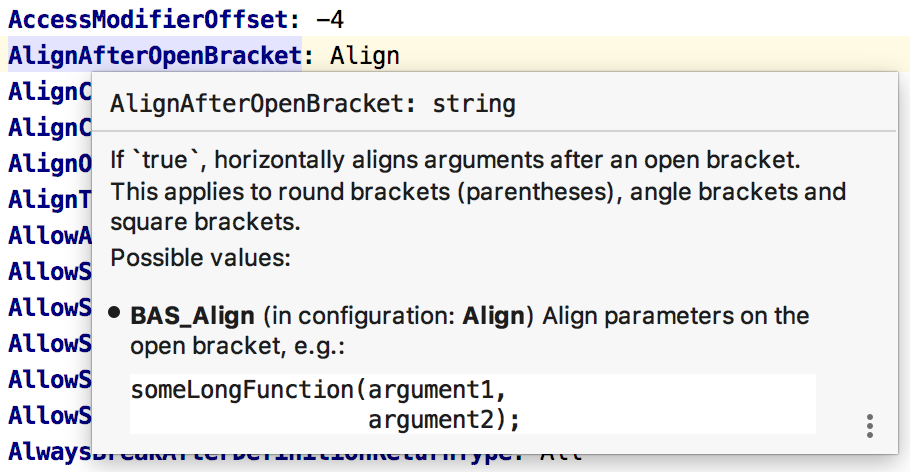 AccessModifierOffset: -4
AlignAfterOpenBracket: Align
AlignC
AlignAfterOpenBracket: string
AlignC
If `true`, horizontally aligns arguments after an open bracket.
AlignO
This applies to round brackets (parentheses), angle brackets and
AlignT
square brackets.
AllowA
Possible values:
AllowS
AllowS
• BAS_Align (in configuration: Align) Align parameters on the
AllowS
open bracket, e.g.:
AllowS
someLongFunction(argument1,
AllowS
argument2);
AlwaysBreakAfterDefinitionReturnType: All